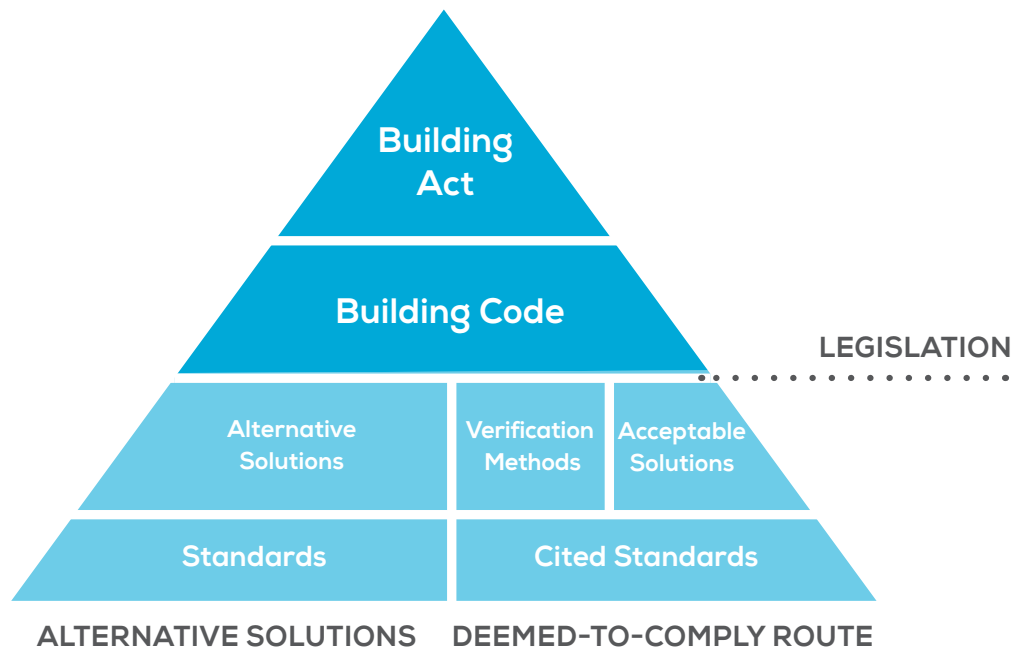 Building
Act
Building Code
LEGISLATION
Alternative
Solutions
Verification
Methods
Acceptable
Solutions
Standards
Cited Standards
ALTERNATIVE SOLUTIONS
DEEMED-TO-COMPLY ROUTE